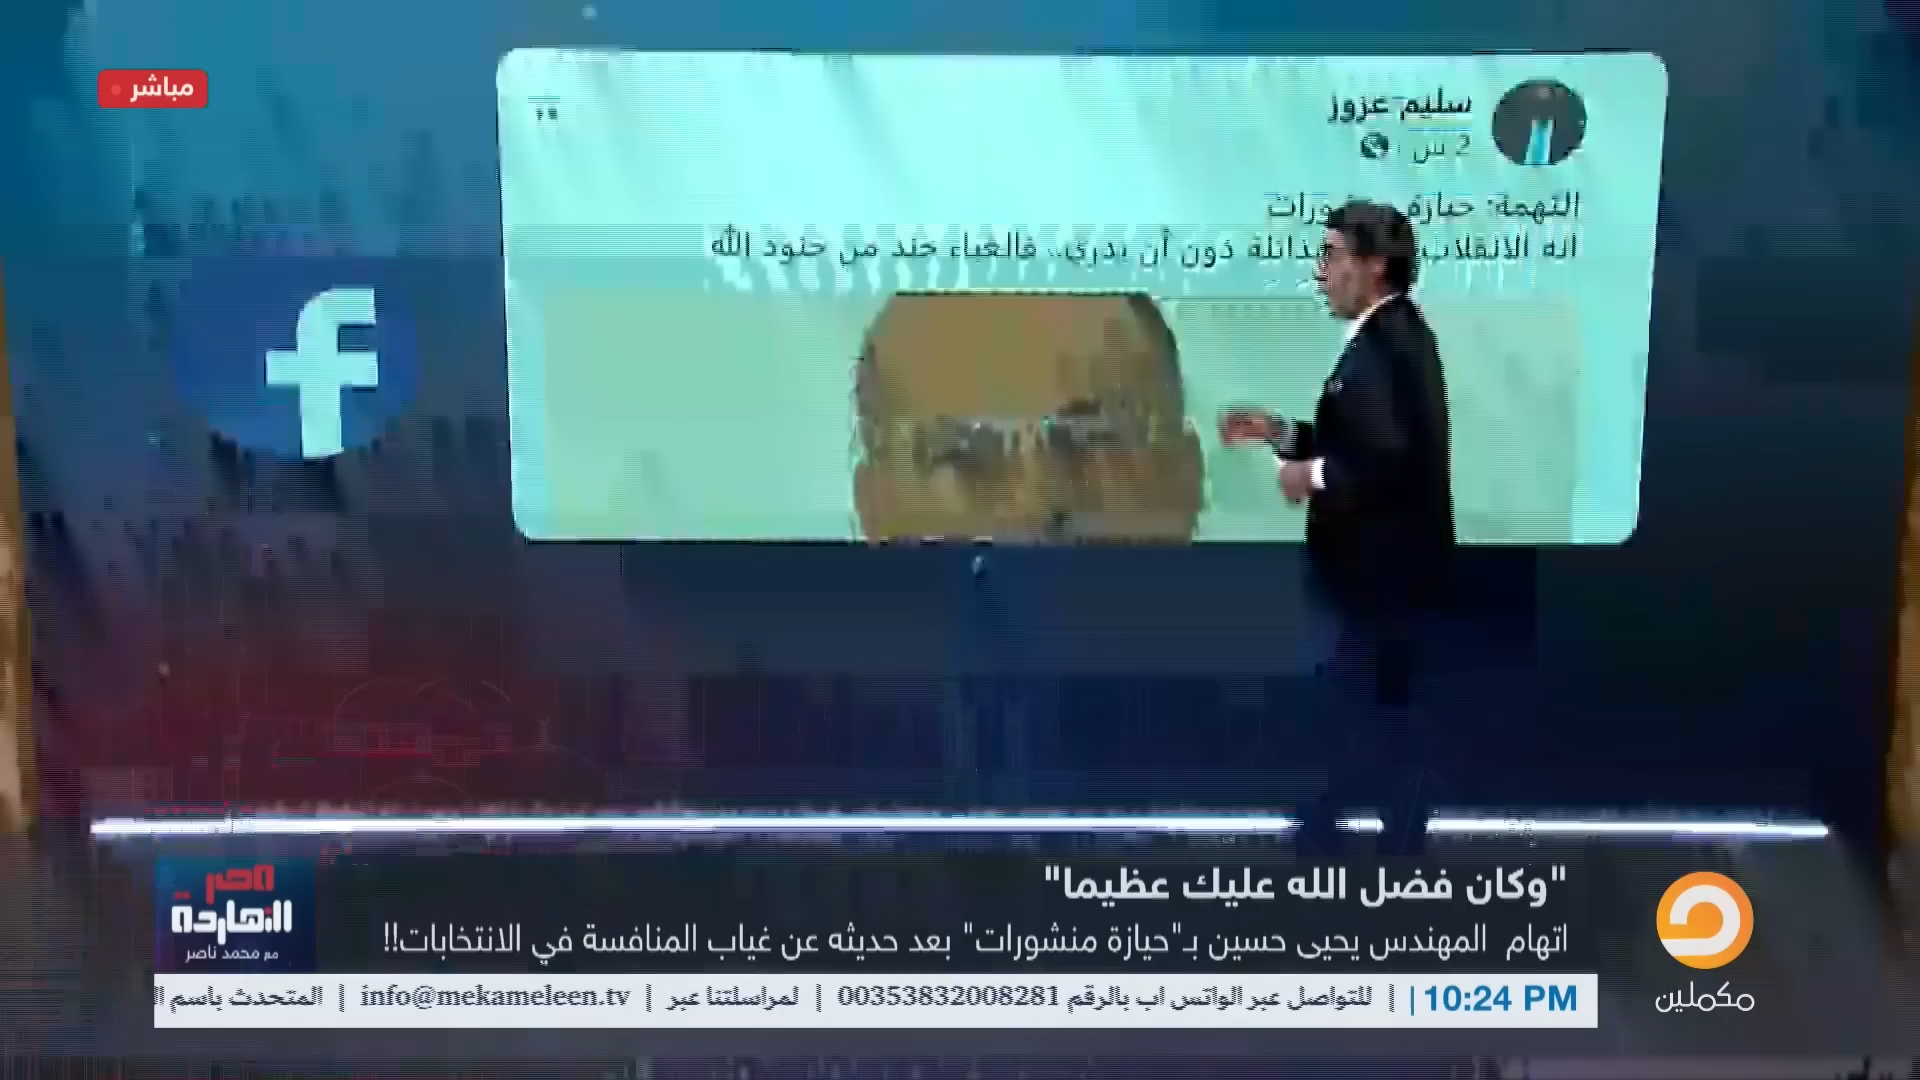 مباشر
سليم عزوز
2 س
التهمة: حيازة
انه الانقلاب دون أن يدري.. فالغباء جند من جنود الله
"وكان فضل الله عليك عظيما"
اتهام المهندس يحيى حسين بـ"حيازة منشورات" بعد حديثه عن غياب المنافسة في الانتخابات!!
مصر
النهاردة
مع محمد ناصر
10:24 PM | للتواصل عبر الواتس اب بالرقم 00353832008281 | لمراسلتنا عبر info@mekameleen.tv | المتحدث باسم
مكملين